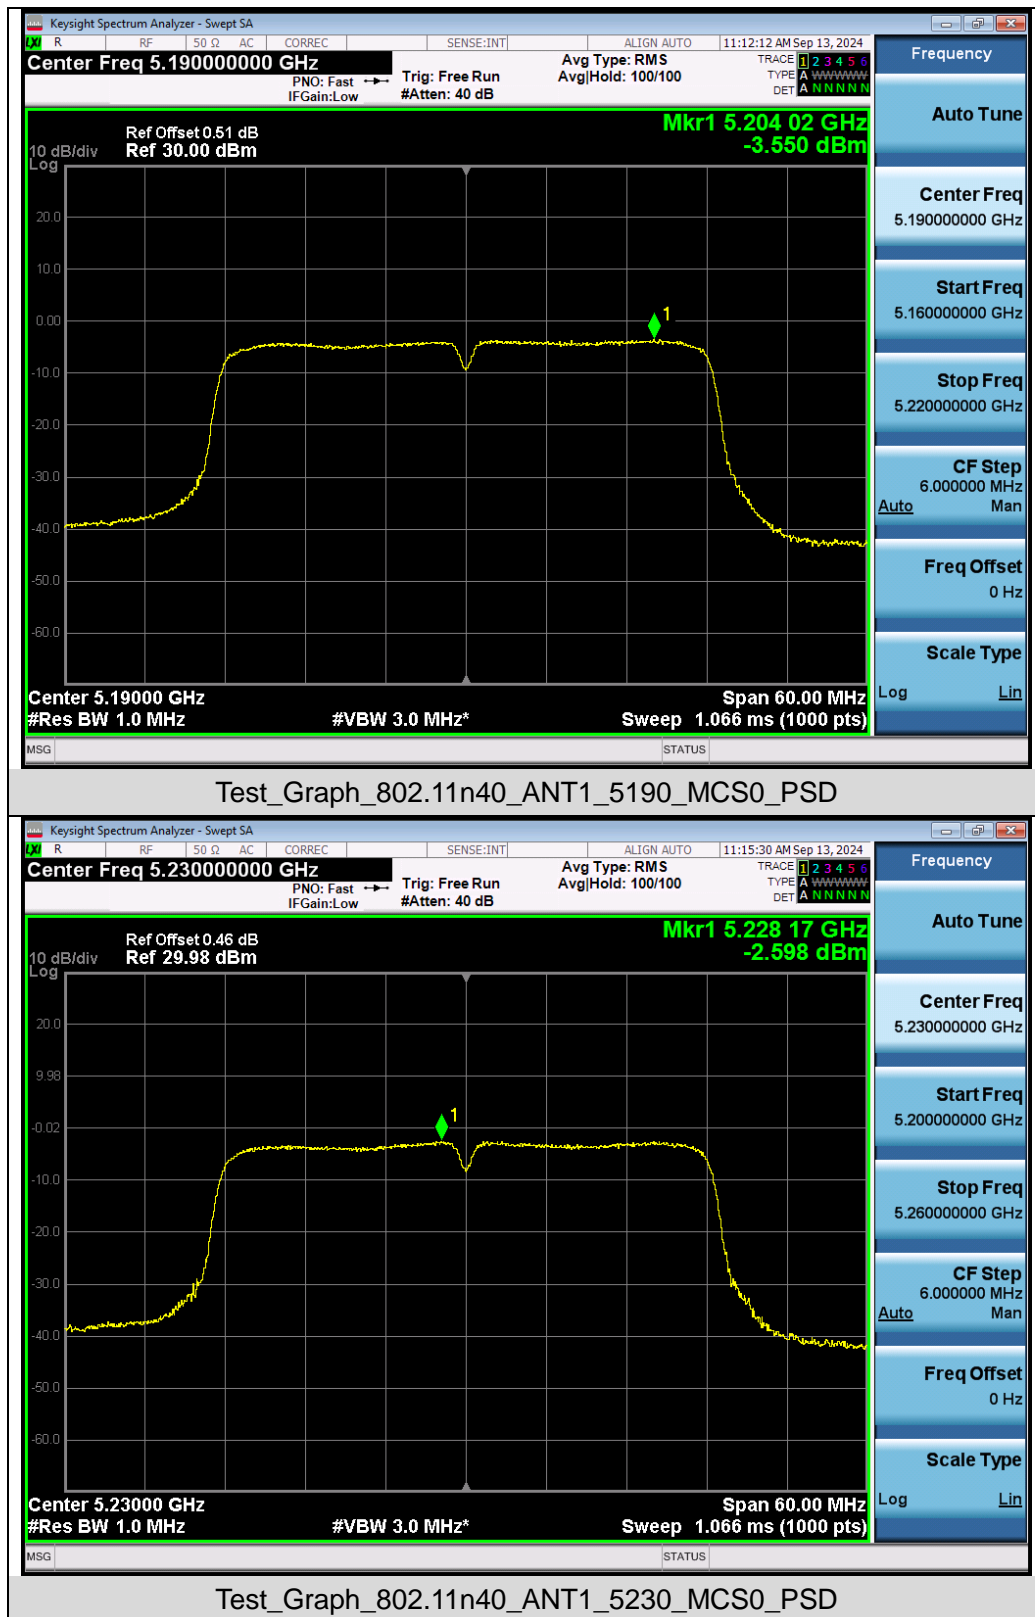 Keysight Spectrum Analyzer - Swept SA
LXI R RF 50 Ω AC CORREC SENSE:INT ALIGN AUTO 11:12:12 AM Sep 13, 2024
Center Freq 5.190000000 GHz
PNO: Fast
IFGain:Low
Trig: Free Run
#Atten: 40 dB
Avg Type: RMS
Avg|Hold: 100/100
TRACE 1 2 3 4 5 6
TYPE A WWWWW
DET A N N N N N
Ref Offset 0.51 dB
Ref 30.00 dBm
10 dB/div
Log
Mkr1 5.204 02 GHz
-3.550 dBm
20.0
10.0
0.00
-10.0
-20.0
-30.0
-40.0
-50.0
-60.0
1
Center 5.19000 GHz
#Res BW 1.0 MHz
#VBW 3.0 MHz*
Span 60.00 MHz
Sweep 1.066 ms (1000 pts)
MSG STATUS
Frequency
Auto Tune
Center Freq
5.190000000 GHz
Start Freq
5.160000000 GHz
Stop Freq
5.220000000 GHz
CF Step
6.000000 MHz
Auto Man
Freq Offset
0 Hz
Scale Type
Log Lin
Test_Graph_802.11n40_ANT1_5190_MCS0_PSD
Keysight Spectrum Analyzer - Swept SA
LXI R RF 50 Ω AC CORREC SENSE:INT ALIGN AUTO 11:15:30 AM Sep 13, 2024
Center Freq 5.230000000 GHz
PNO: Fast
IFGain:Low
Trig: Free Run
#Atten: 40 dB
Avg Type: RMS
Avg|Hold: 100/100
TRACE 1 2 3 4 5 6
TYPE A WWWWW
DET A N N N N N
Ref Offset 0.46 dB
Ref 29.98 dBm
10 dB/div
Log
Mkr1 5.228 17 GHz
-2.598 dBm
20.0
9.98
-0.02
-10.0
-20.0
-30.0
-40.0
-50.0
-60.0
1
Center 5.23000 GHz
#Res BW 1.0 MHz
#VBW 3.0 MHz*
Span 60.00 MHz
Sweep 1.066 ms (1000 pts)
MSG STATUS
Frequency
Auto Tune
Center Freq
5.230000000 GHz
Start Freq
5.200000000 GHz
Stop Freq
5.260000000 GHz
CF Step
6.000000 MHz
Auto Man
Freq Offset
0 Hz
Scale Type
Log Lin
Test_Graph_802.11n40_ANT1_5230_MCS0_PSD